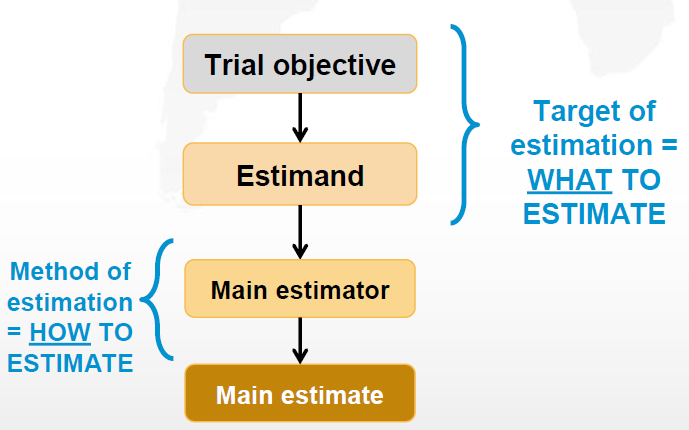 Trial objective
Target of
estimation =
WHAT TO
ESTIMATE
Estimand
Method of
estimation
= HOW TO
ESTIMATE
Main estimator
Main estimate